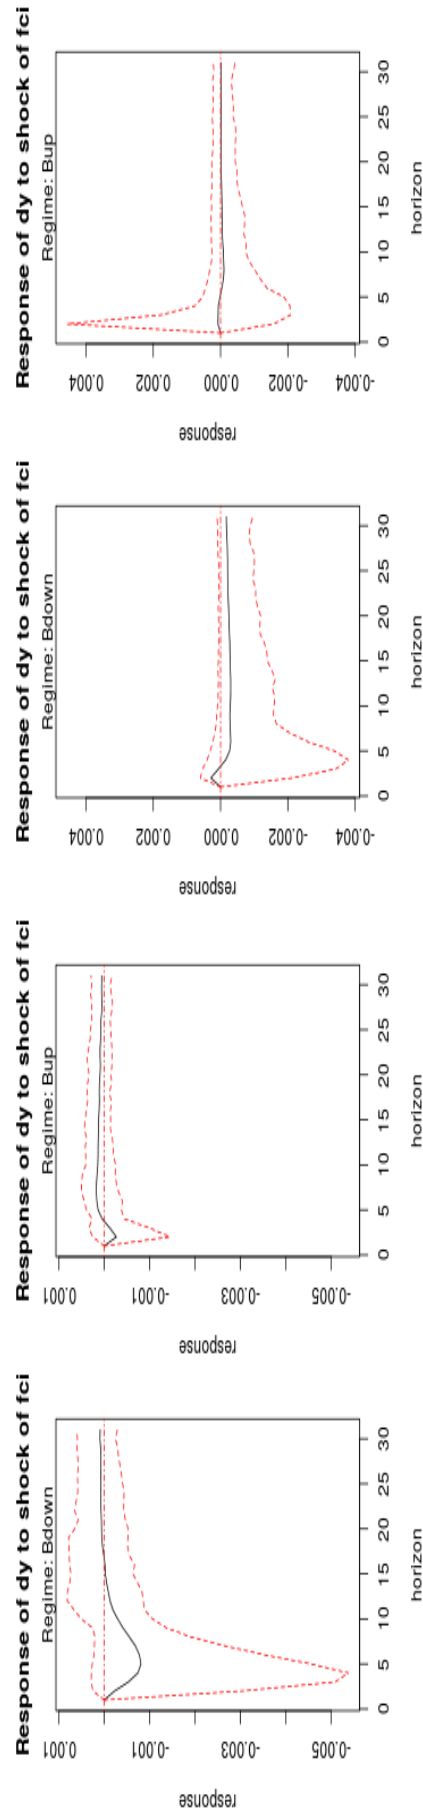 Response of dy to shock of fci
Regime: Bdown
response
0.001
-0.001
-0.003
-0.005
0 5 10 15 20 25 30
horizon
Response of dy to shock of fci
Regime: Bup
response
0.001
-0.001
-0.003
-0.005
0 5 10 15 20 25 30
horizon
Response of dy to shock of fci
Regime: Bdown
response
0.004
0.002
0.000
-0.002
-0.004
0 5 10 15 20 25 30
horizon
Response of dy to shock of fci
Regime: Bup
response
0.004
0.002
0.000
-0.002
-0.004
0 5 10 15 20 25 30
horizon